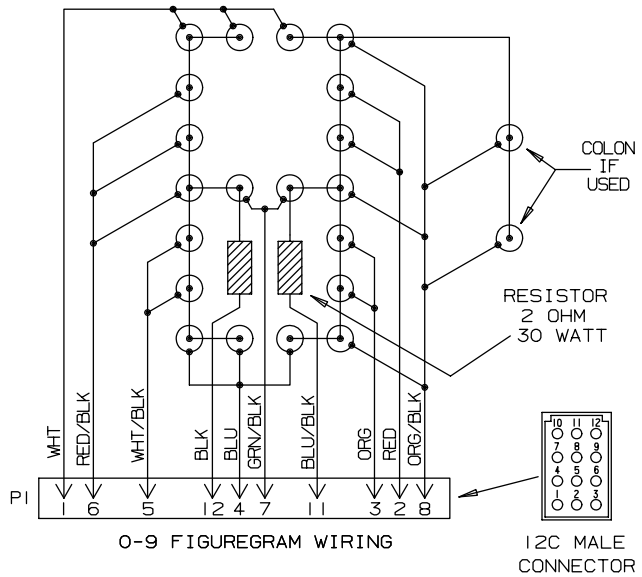 COLON
IF
USED
RESISTOR
2 OHM
30 WATT
WHT
RED/BLK
WHT/BLK
BLK
BLU
GRN/BLK
BLU/BLK
ORG
RED
ORG/BLK
P1
1 6 5 12 4 7 11 3 2 8
0-9 FIGUREGRAM WIRING
10 11 12
7 8 9
4 5 6
1 2 3
12C MALE
CONNECTOR